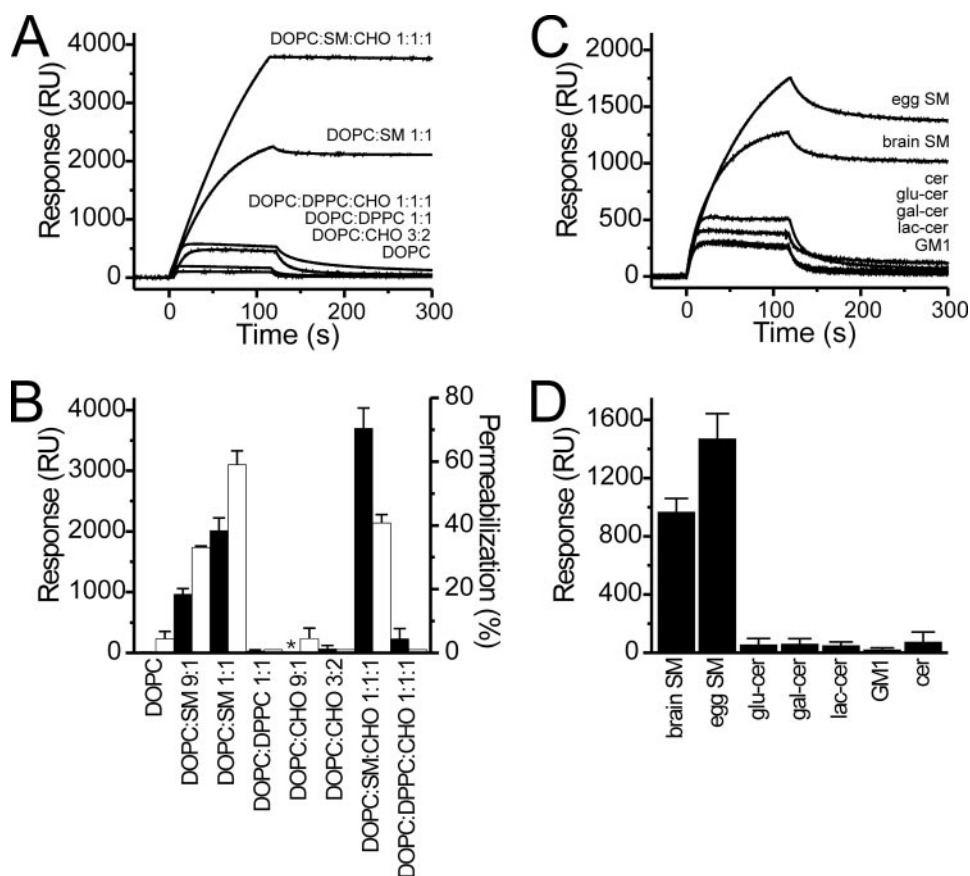 A
4000
3000
2000
1000
0
Response (RU)
DOPC:SM:CHO 1:1:1
DOPC:SM 1:1
DOPC:DPPC:CHO 1:1:1
DOPC:DPPC 1:1
DOPC:CHO 3:2
DOPC
0 100 200 300
Time (s)
C
2000
1500
1000
500
0
Response (RU)
egg SM
brain SM
cer
glu-cer
gal-cer
lac-cer
GM1
0 100 200 300
Time (s)
B
4000
3000
2000
1000
0
Response (RU)
*
80
60
40
20
0
Permeabilization (%)
DOPC
DOPC:SM 9:1
DOPC:SM 1:1
DOPC:DPPC 1:1
DOPC:CHO 9:1
DOPC:CHO 3:2
DOPC:SM:CHO 1:1:1
DOPC:DPPC:CHO 1:1:1
D
1600
1200
800
400
0
Response (RU)
brain SM
egg SM
glu-cer
gal-cer
lac-cer
GM1
cer